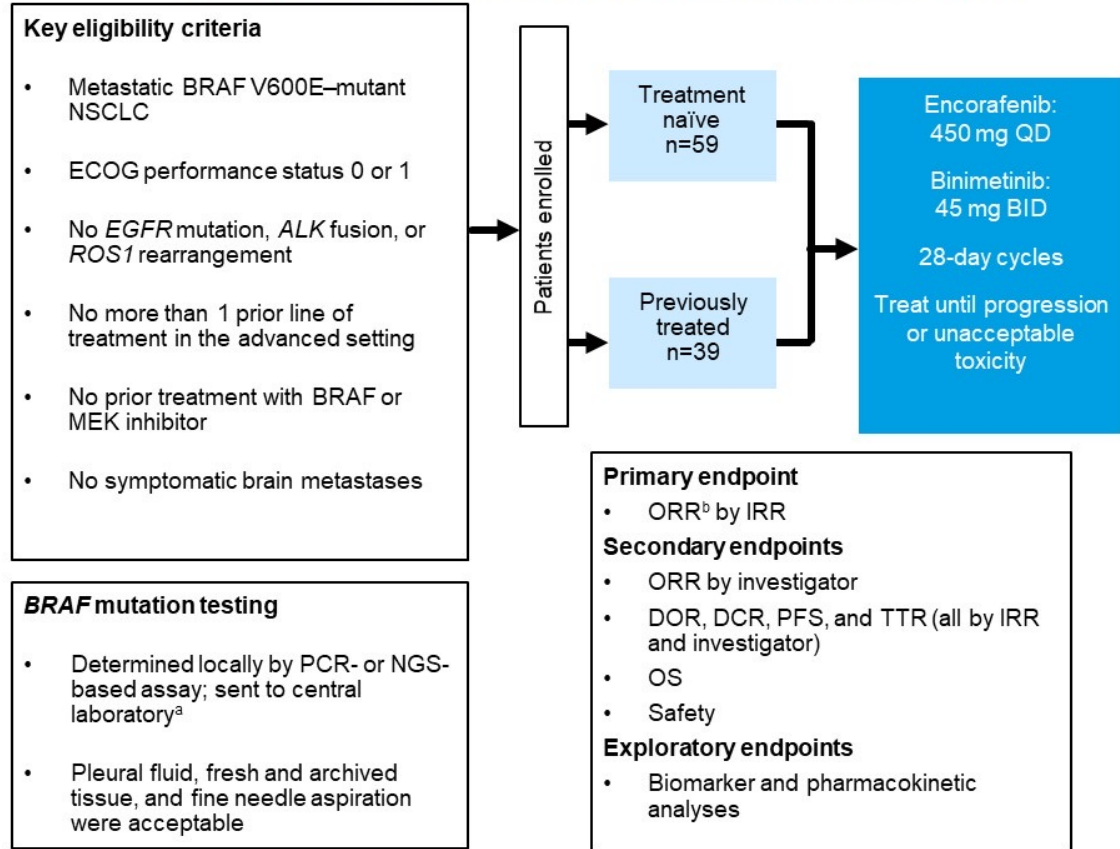 Key eligibility criteria
• Metastatic BRAF V600E–mutant
NSCLC
• ECOG performance status 0 or 1
• No EGFR mutation, ALK fusion, or
ROS1 rearrangement
• No more than 1 prior line of
treatment in the advanced setting
• No prior treatment with BRAF or
MEK inhibitor
• No symptomatic brain metastases
BRAF mutation testing
• Determined locally by PCR- or NGS-
based assay; sent to central
laboratoryᵃ
• Pleural fluid, fresh and archived
tissue, and fine needle aspiration
were acceptable
Patients enrolled
Treatment
naïve
n=59
Previously
treated
n=39
Encorafenib:
450 mg QD
Binimetinib:
45 mg BID
28-day cycles
Treat until progression
or unacceptable
toxicity
Primary endpoint
• ORRᵇ by IRR
Secondary endpoints
• ORR by investigator
• DOR, DCR, PFS, and TTR (all by IRR
and investigator)
• OS
• Safety
Exploratory endpoints
• Biomarker and pharmacokinetic
analyses